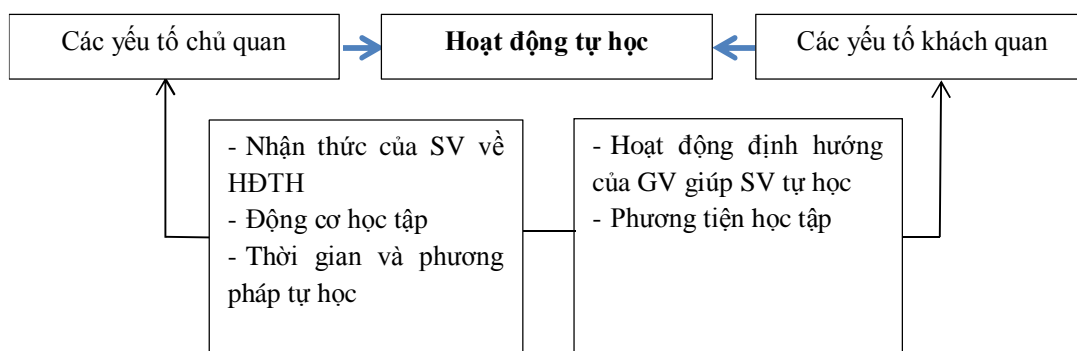 Các yếu tố chủ quan
Hoạt động tự học
Các yếu tố khách quan
- Nhận thức của SV về
HĐTH
- Động cơ học tập
- Thời gian và phương
pháp tự học
- Hoạt động định hướng
của GV giúp SV tự học
- Phương tiện học tập